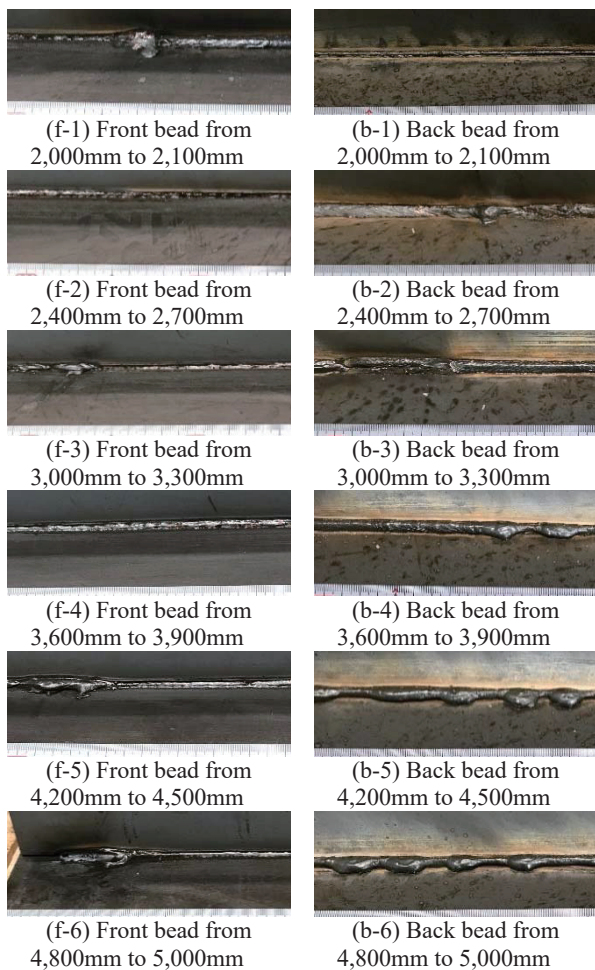 (f-1) Front bead from
2,000mm to 2,100mm
(b-1) Back bead from
2,000mm to 2,100mm
(f-2) Front bead from
2,400mm to 2,700mm
(b-2) Back bead from
2,400mm to 2,700mm
(f-3) Front bead from
3,000mm to 3,300mm
(b-3) Back bead from
3,000mm to 3,300mm
(f-4) Front bead from
3,600mm to 3,900mm
(b-4) Back bead from
3,600mm to 3,900mm
(f-5) Front bead from
4,200mm to 4,500mm
(b-5) Back bead from
4,200mm to 4,500mm
(f-6) Front bead from
4,800mm to 5,000mm
(b-6) Back bead from
4,800mm to 5,000mm